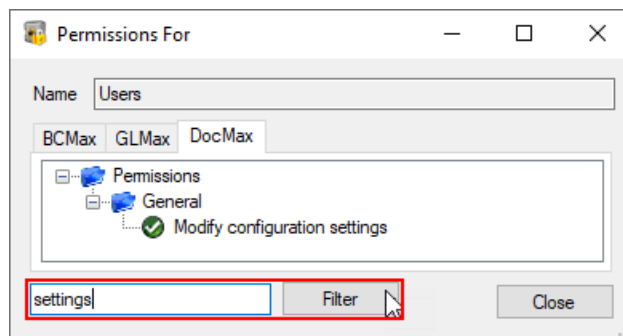 Permissions For
Name Users
BCMax GLMax DocMax
Permissions
General
Modify configuration settings
settings Filter Close